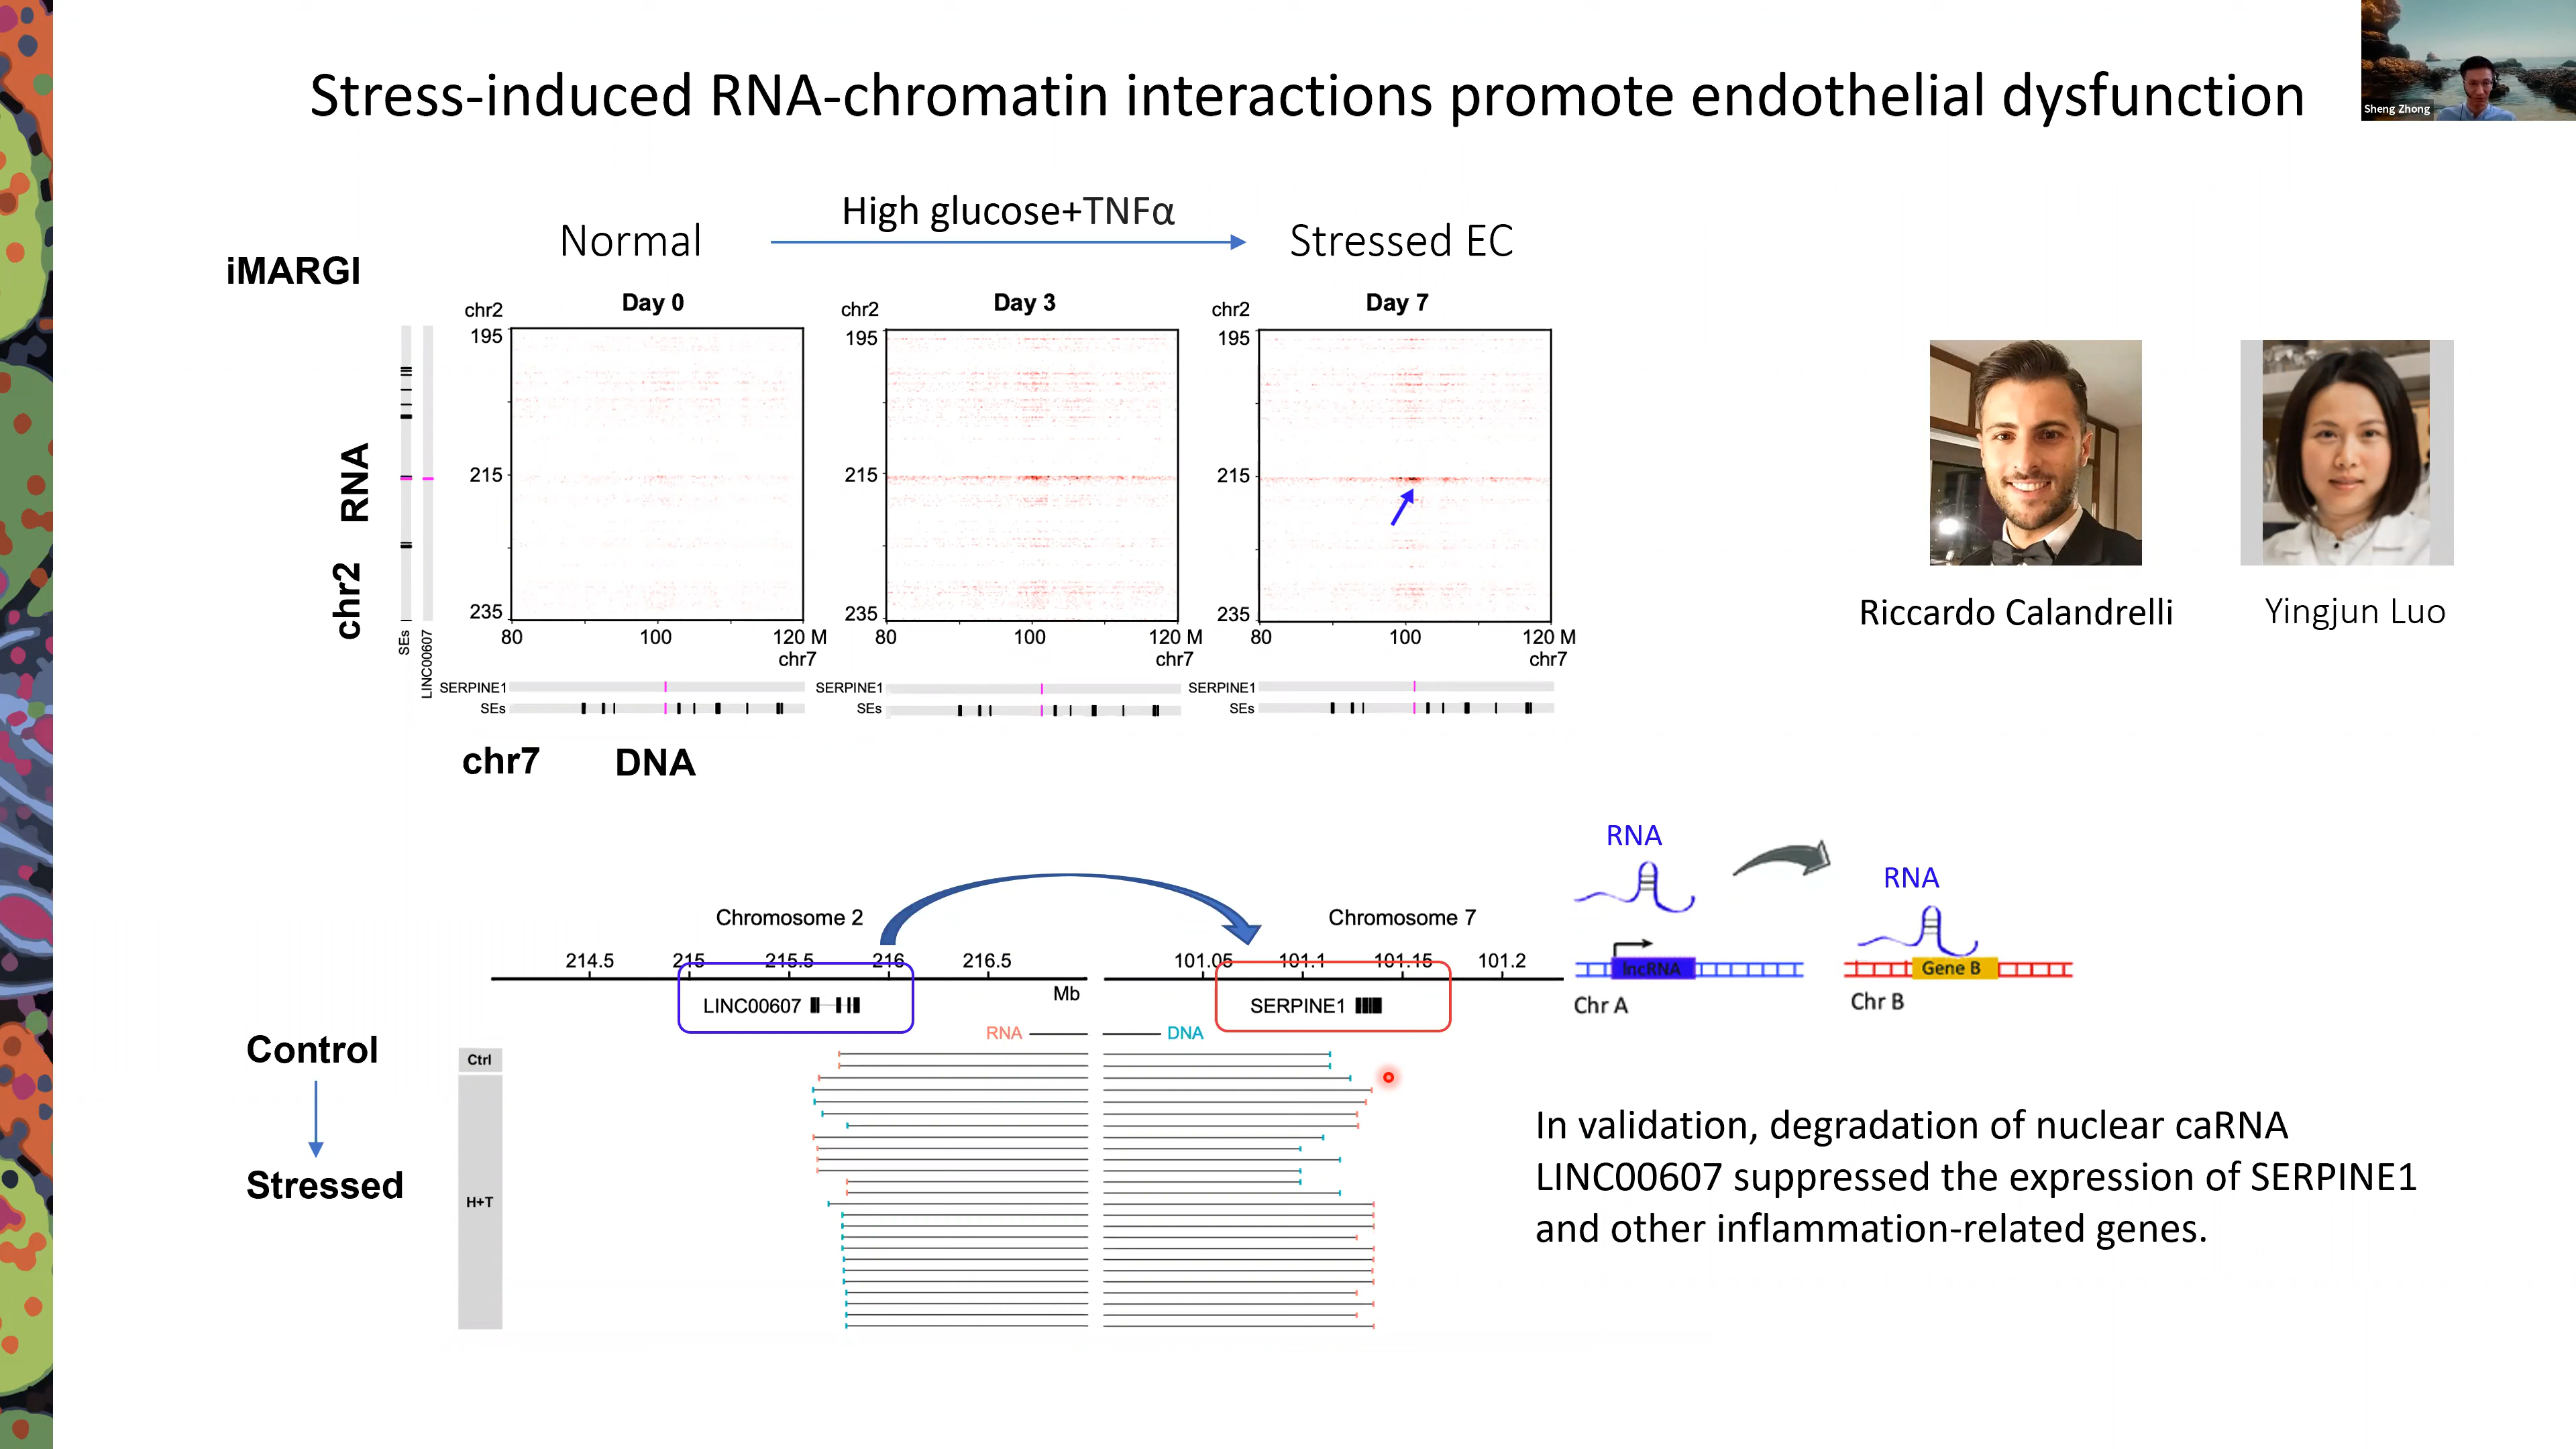 Stress-induced RNA-chromatin interactions promote endothelial dysfunction
Sheng Zhong
High glucose+TNFα
Normal
Stressed EC
iMARGI
Day 0
Day 3
Day 7
chr2
195
215
235
80
100
120 M
chr7
chr2
195
215
235
80
100
120 M
chr7
chr2
195
215
235
80
100
120 M
chr7
chr2 RNA
SEs
LINC00607
SERPINE1
SEs
SERPINE1
SEs
SERPINE1
SEs
chr7 DNA
Riccardo Calandrelli
Yingjun Luo
Chromosome 2
Chromosome 7
214.5 215 215.5 216 216.5
101.05 101.1 101.15 101.2
Mb
LINC00607
SERPINE1
RNA
DNA
Control
Stressed
Ctrl
H+T
RNA
RNA
lncRNA
Gene B
Chr A
Chr B
In validation, degradation of nuclear caRNA
LINC00607 suppressed the expression of SERPINE1
and other inflammation-related genes.